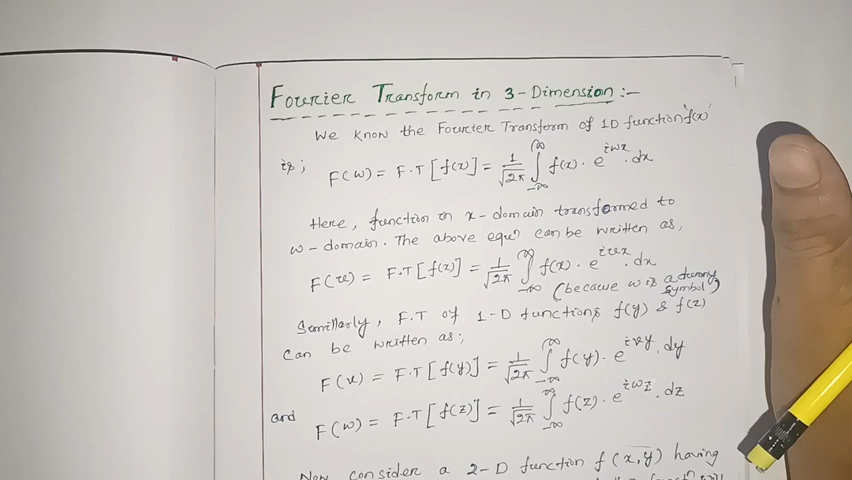 Fourier Transform in 3-Dimension:-
We know the Fourier Transform of 1D function 'f(x)'
is; F(w) = F.T [f(x)] = 1/√2π ∫_{-∞}^{∞} f(x). e^{iwx}. dx
Here, function in x-domain transformed to
w-domain. The above equn can be written as,
F(u) = F.T [f(x)] = 1/√2π ∫_{-∞}^{∞} f(x). e^{iux}. dx
(because w is a dummy symbol)
Similarly, F.T of 1-D functions f(y) & f(z)
can be written as:
F(v) = F.T [f(y)] = 1/√2π ∫_{-∞}^{∞} f(y). e^{ivy}. dy
and F(w) = F.T [f(z)] = 1/√2π ∫_{-∞}^{∞} f(z). e^{iwz}. dz
Now consider a 2-D function f(x,y) having